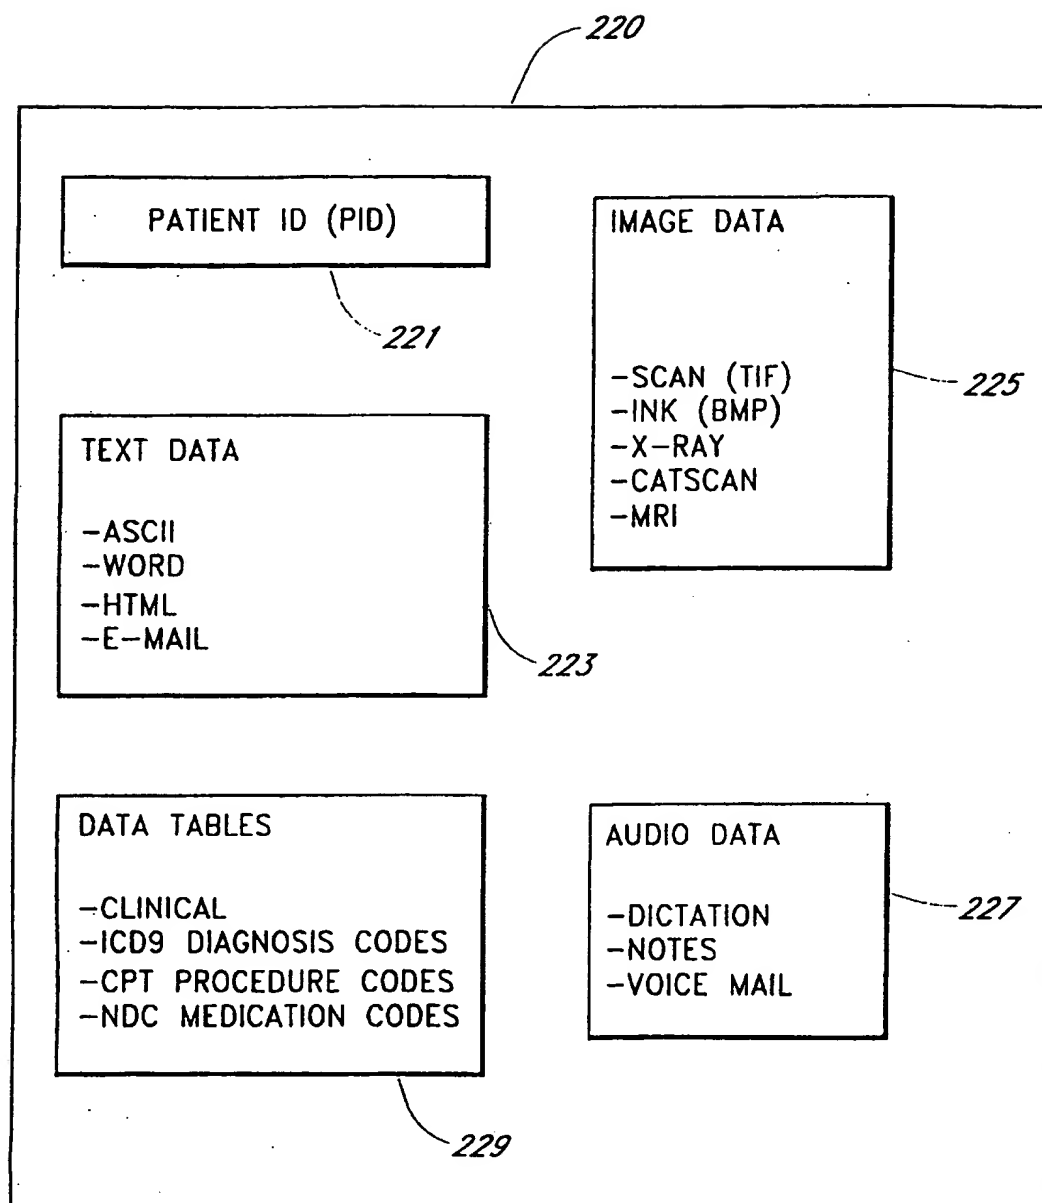 220
PATIENT ID (PID)
221
IMAGE DATA
-SCAN (TIF)
-INK (BMP)
-X-RAY
-CATSCAN
-MRI
225
TEXT DATA
-ASCII
-WORD
-HTML
-E-MAIL
223
DATA TABLES
-CLINICAL
-ICD9 DIAGNOSIS CODES
-CPT PROCEDURE CODES
-NDC MEDICATION CODES
229
AUDIO DATA
-DICTATION
-NOTES
-VOICE MAIL
227